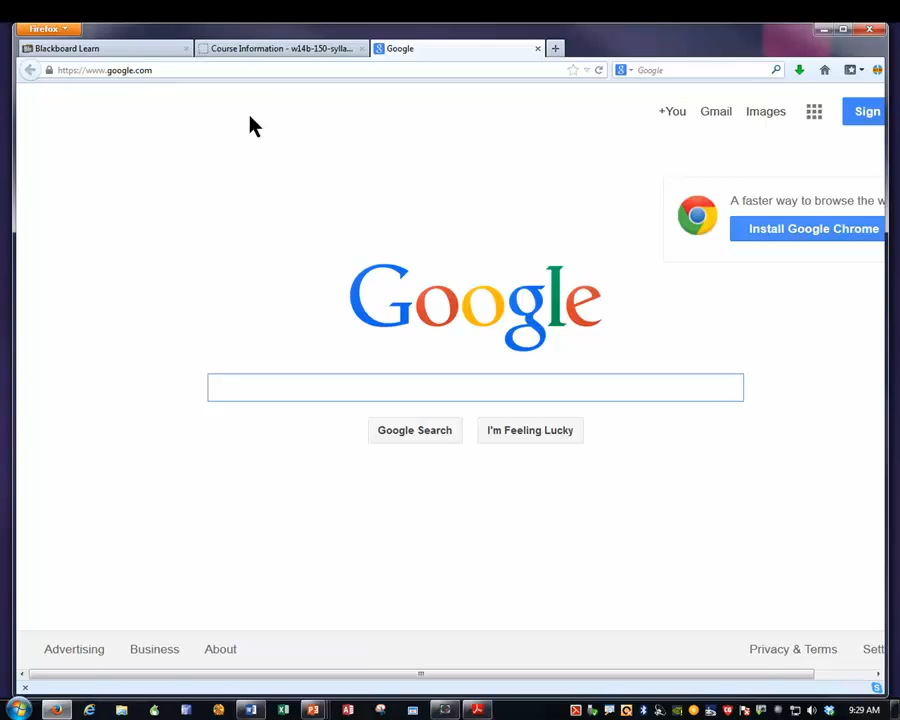 Firefox
Blackboard Learn
Course Information - w14b-150-sylla...
Google
https://www.google.com
Google
+You Gmail Images Sign
A faster way to browse the w
Install Google Chrome
Google
Google Search I'm Feeling Lucky
Advertising Business About Privacy & Terms Sett
9:29 AM